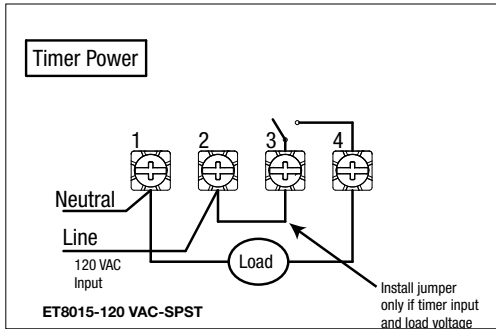 Timer Power
1 2 3 4
Neutral
Line
120 VAC
Input
Load
Install jumper
only if timer input
and load voltage
ET8015-120 VAC-SPST